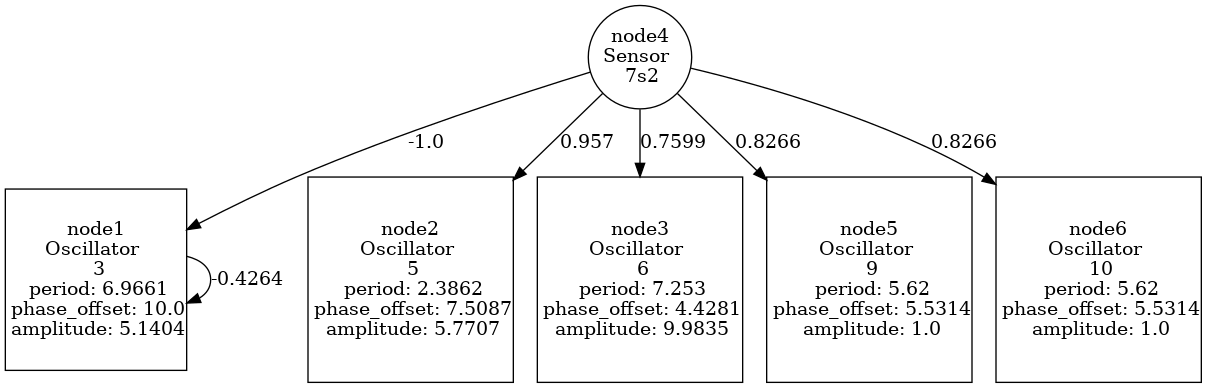 node4
Sensor
7s2
-1.0
0.957
0.7599
0.8266
0.8266
node1
Oscillator
3
period: 6.9661
phase_offset: 10.0
amplitude: 5.1404
-0.4264
node2
Oscillator
5
period: 2.3862
phase_offset: 7.5087
amplitude: 5.7707
node3
Oscillator
6
period: 7.253
phase_offset: 4.4281
amplitude: 9.9835
node5
Oscillator
9
period: 5.62
phase_offset: 5.5314
amplitude: 1.0
node6
Oscillator
10
period: 5.62
phase_offset: 5.5314
amplitude: 1.0